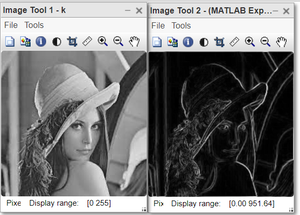 Image Tool 1 - k
File Tools
Pixe Display range: [0 255]
Image Tool 2 - (MATLAB Exp...
File Tools
Pix Display range: [0.00 951.64]